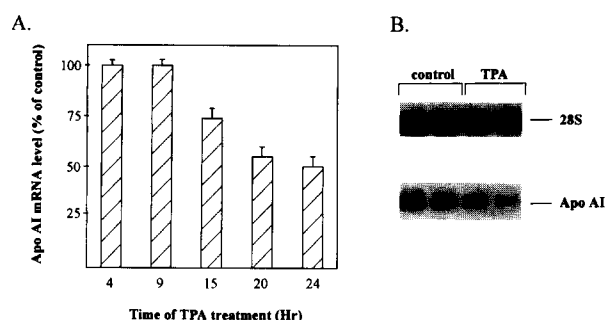 A.
Apo AI mRNA level (% of control)
100
75
50
25
4 9 15 20 24
Time of TPA treatment (Hr)
B.
control TPA
28S
Apo AI